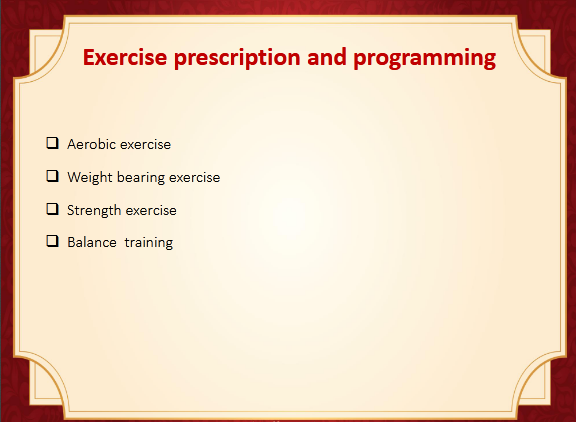 Exercise prescription and programming
❑ Aerobic exercise
❑ Weight bearing exercise
❑ Strength exercise
❑ Balance  training